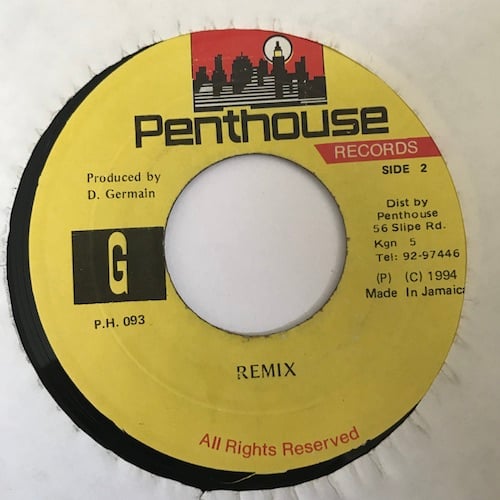 Penthouse
RECORDS
SIDE 2
Produced by
D. Germain
Dist by
Penthouse
56 Slipe Rd.
Kgn 5
Tel: 92-97446
(P) (C) 1994
Made In Jamaica
G
P.H. 093
REMIX
All Rights Reserved